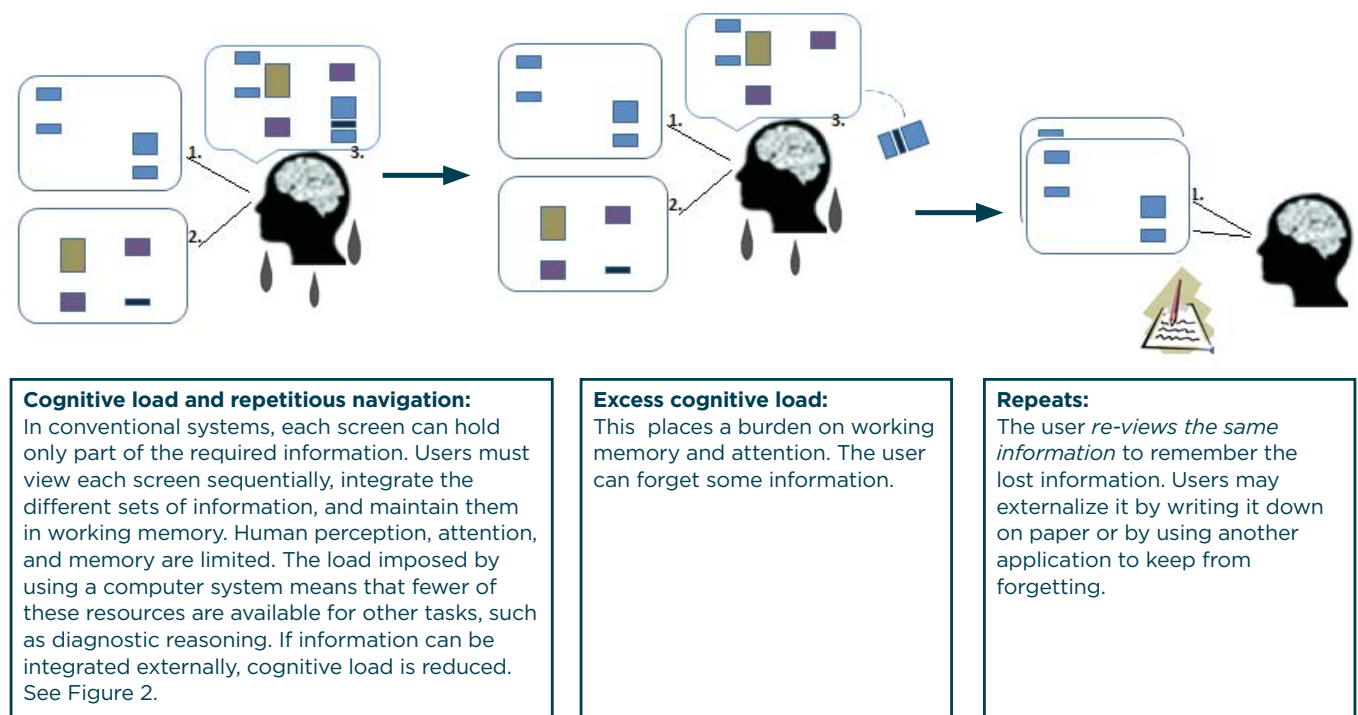 1.
2.
3.
1.
2.
3.
1.
Cognitive load and repetitious navigation:
In conventional systems, each screen can hold
only part of the required information. Users must
view each screen sequentially, integrate the
different sets of information, and maintain them
in working memory. Human perception, attention,
and memory are limited. The load imposed by
using a computer system means that fewer of
these resources are available for other tasks, such
as diagnostic reasoning. If information can be
integrated externally, cognitive load is reduced.
See Figure 2.
Excess cognitive load:
This places a burden on working
memory and attention. The user
can forget some information.
Repeats:
The user re-views the same
information to remember the
lost information. Users may
externalize it by writing it down
on paper or by using another
application to keep from
forgetting.